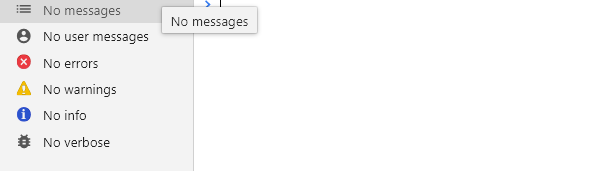 No messages
No messages
No user messages
No errors
No warnings
No info
No verbose